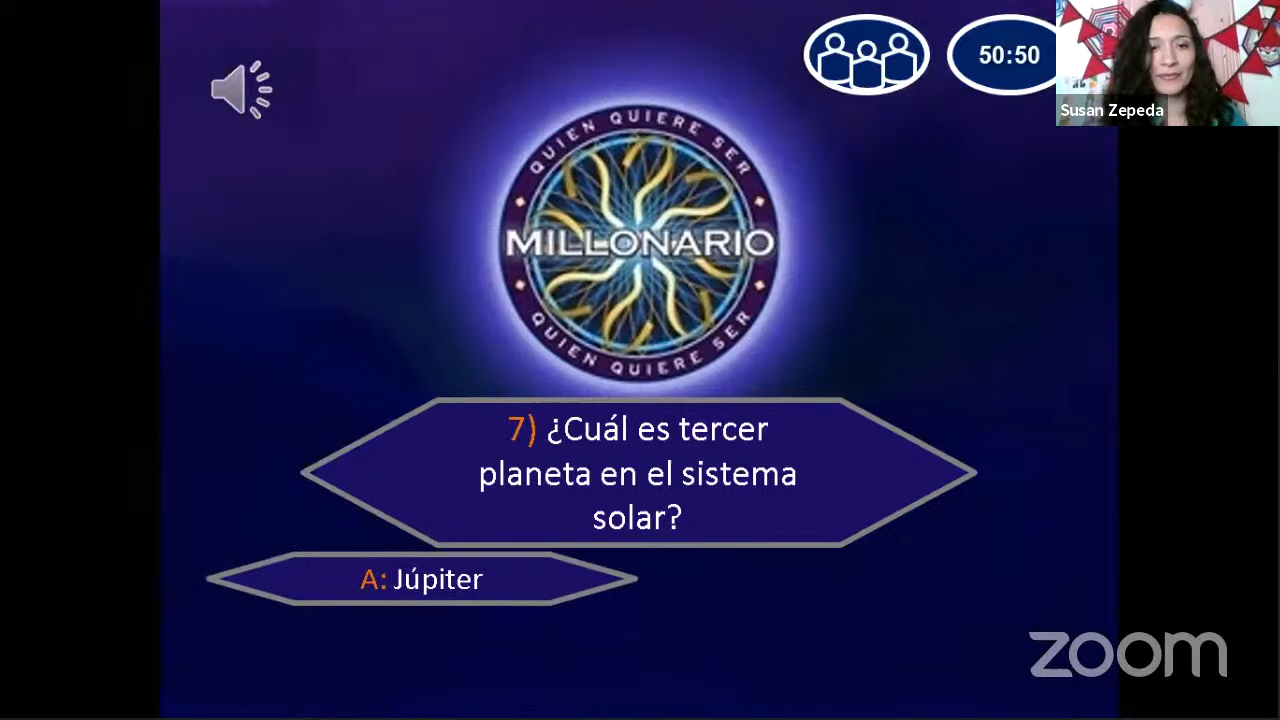 50:50
Susan Zepeda
QUIEN QUIERE SER
MILLONARIO
QUIEN QUIERE SER
7) ¿Cuál es tercer
planeta en el sistema
solar?
A: Júpiter
zoom